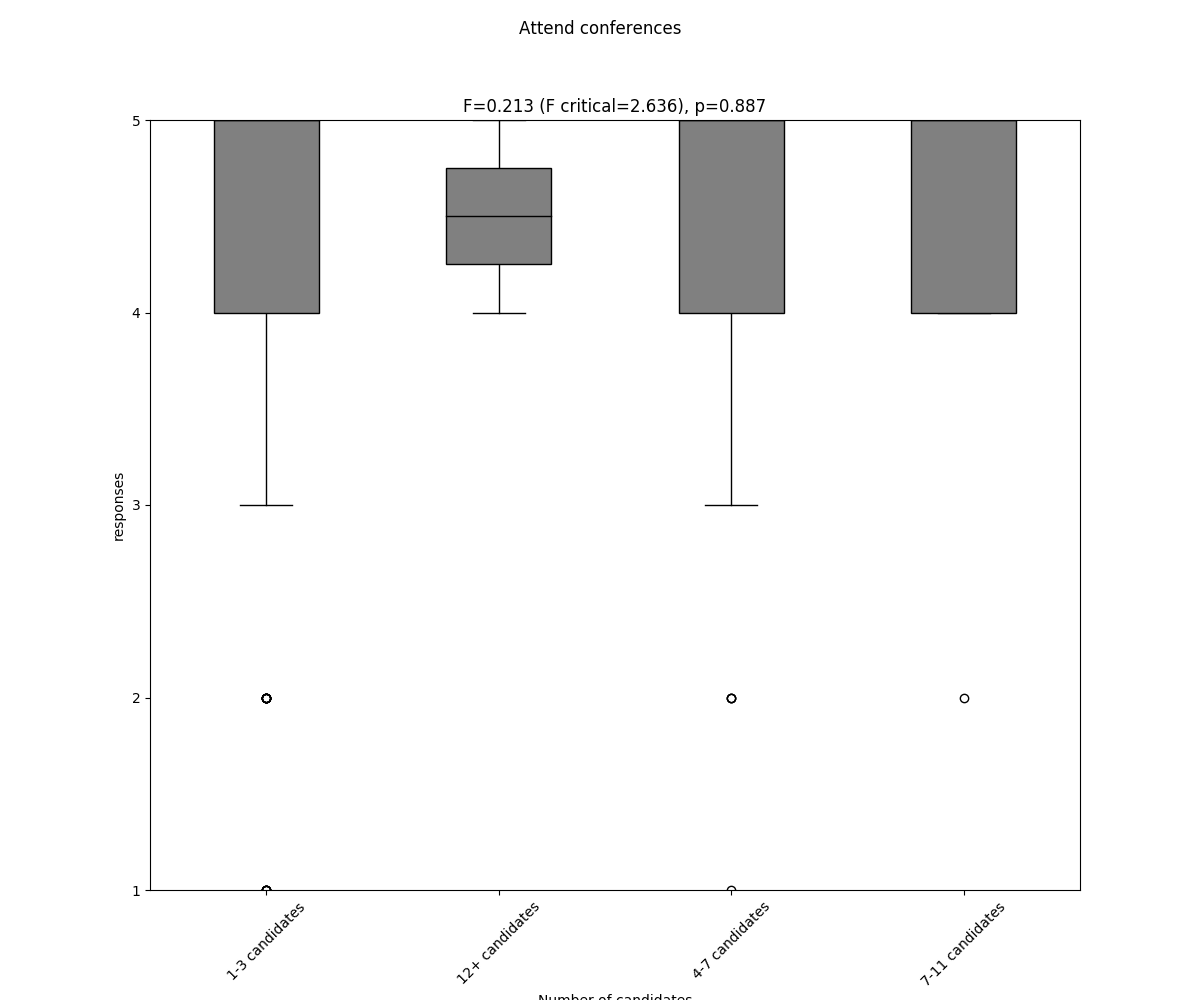 Attend conferences
F=0.213 (F critical=2.636), p=0.887
5
4
3
2
1
responses
1-3 candidates
12+ candidates
4-7 candidates
7-11 candidates
Number of candidates